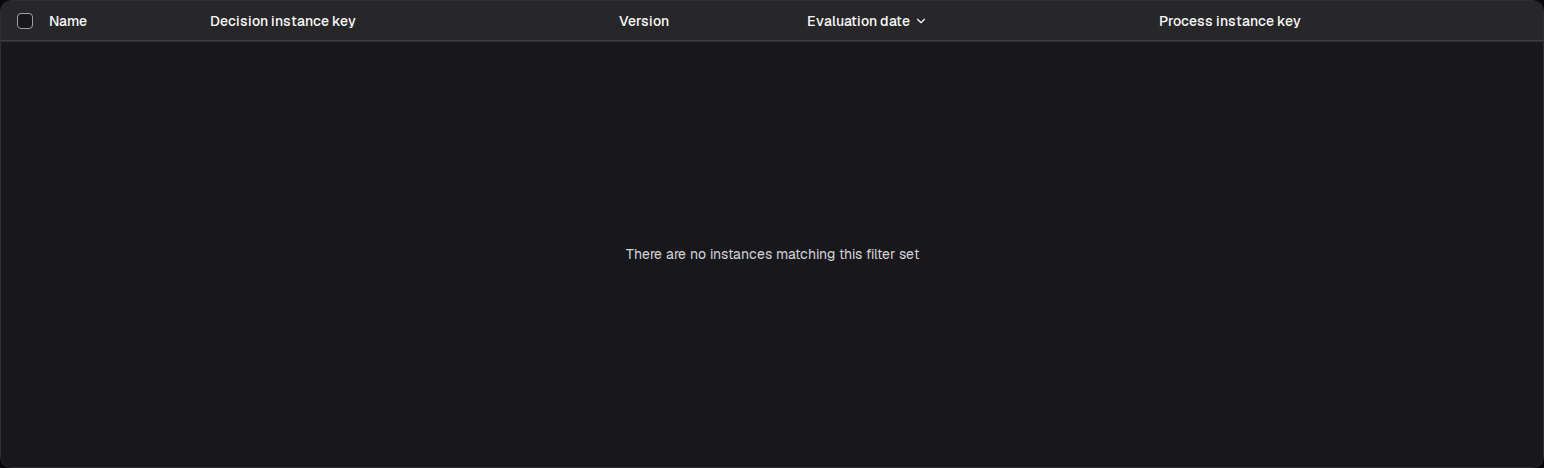 Name Decision instance key Version Evaluation date Process instance key
There are no instances matching this filter set